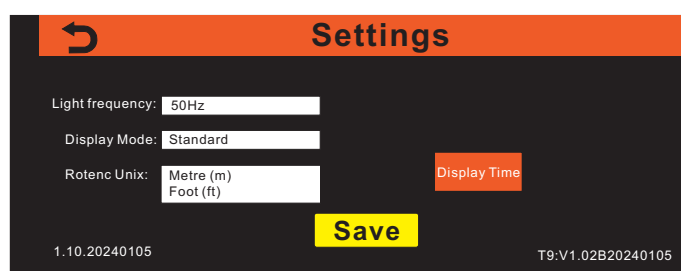 Settings
Light frequency: 50Hz
Display Mode: Standard
Rotenc Unix: Metre (m)
Foot (ft)
Display Time
Save
1.10.20240105
T9:V1.02B20240105